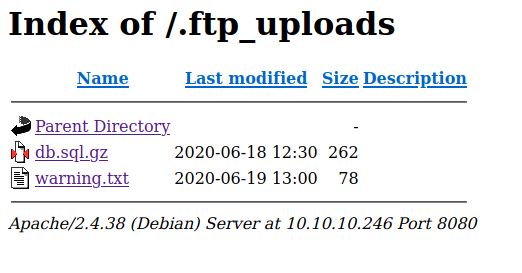 Index of /.ftp_uploads
Name Last modified Size Description
Parent Directory -
db.sql.gz 2020-06-18 12:30 262
warning.txt 2020-06-19 13:00 78
Apache/2.4.38 (Debian) Server at 10.10.10.246 Port 8080